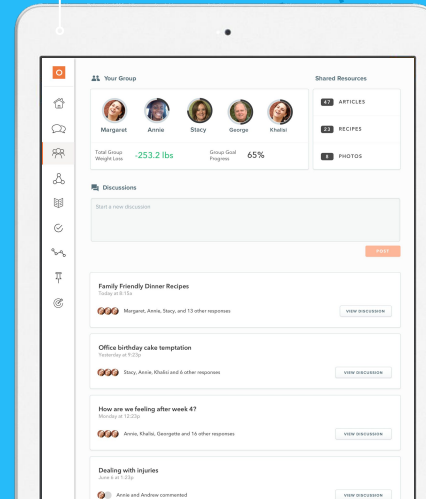 Your Group
Shared Resources
Margaret Annie Stacy George Khalisi
47 ARTICLES
23 RECIPES
8 PHOTOS
Total Group
Weight Loss
-253.2 lbs
Group Goal
Progress
65%
Discussions
Start a new discussion
POST
Family Friendly Dinner Recipes
Today at 8:15a
Margaret, Annie, Stacy, and 13 other responses
VIEW DISCUSSION
Office birthday cake temptation
Yesterday at 9:23p
Stacy, Annie, Khalisi and 6 other responses
VIEW DISCUSSION
How are we feeling after week 4?
Monday at 12:23p
Annie, Khalisi, Georgette and 16 other responses
VIEW DISCUSSION
Dealing with injuries
June 6 at 1:23p
Annie and Andrew commented
VIEW DISCUSSION